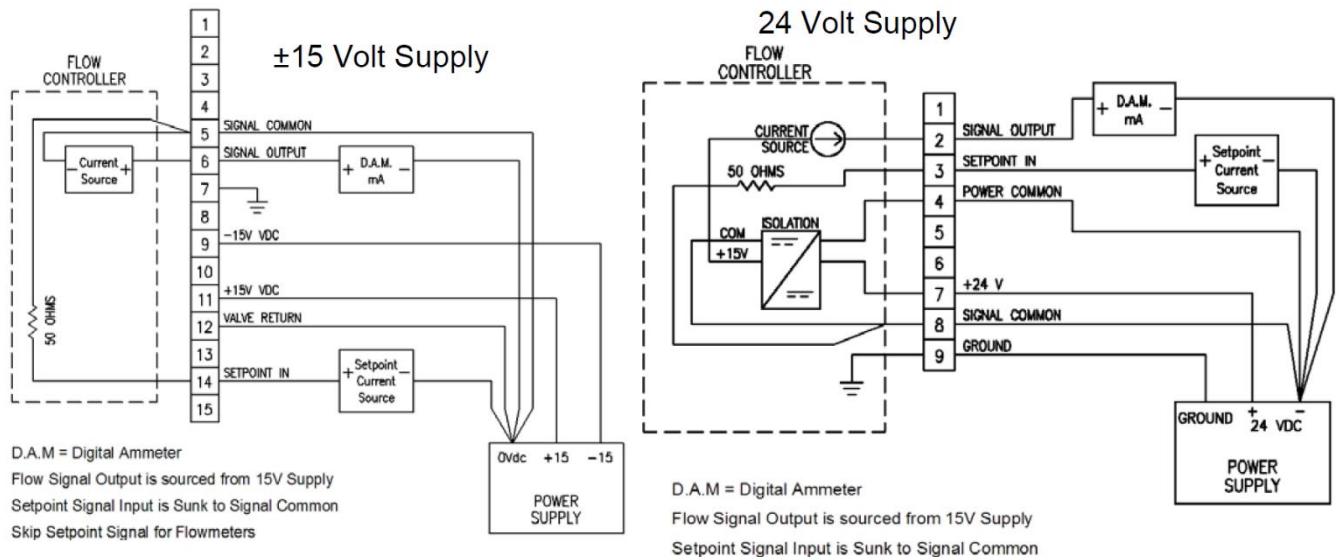 ±15 Volt Supply
FLOW
CONTROLLER
1
2
3
4
5
6
7
8
9
10
11
12
13
14
15
SIGNAL COMMON
SIGNAL OUTPUT
- Current +
Source
+ D.A.M. -
mA
-15V VDC
+15V VDC
VALVE RETURN
50 OHMS
SETPOINT IN
+ Setpoint -
Current
Source
0Vdc +15 -15
POWER
SUPPLY
D.A.M = Digital Ammeter
Flow Signal Output is sourced from 15V Supply
Setpoint Signal Input is Sunk to Signal Common
Skip Setpoint Signal for Flowmeters
24 Volt Supply
FLOW
CONTROLLER
1
2
3
4
5
6
7
8
9
CURRENT
SOURCE
50 OHMS
ISOLATION
COM
+15V
SIGNAL OUTPUT
SETPOINT IN
POWER COMMON
+24 V
SIGNAL COMMON
GROUND
+ D.A.M. -
mA
+ Setpoint -
Current
Source
GROUND + -
24 VDC
POWER
SUPPLY
D.A.M = Digital Ammeter
Flow Signal Output is sourced from 15V Supply
Setpoint Signal Input is Sunk to Signal Common